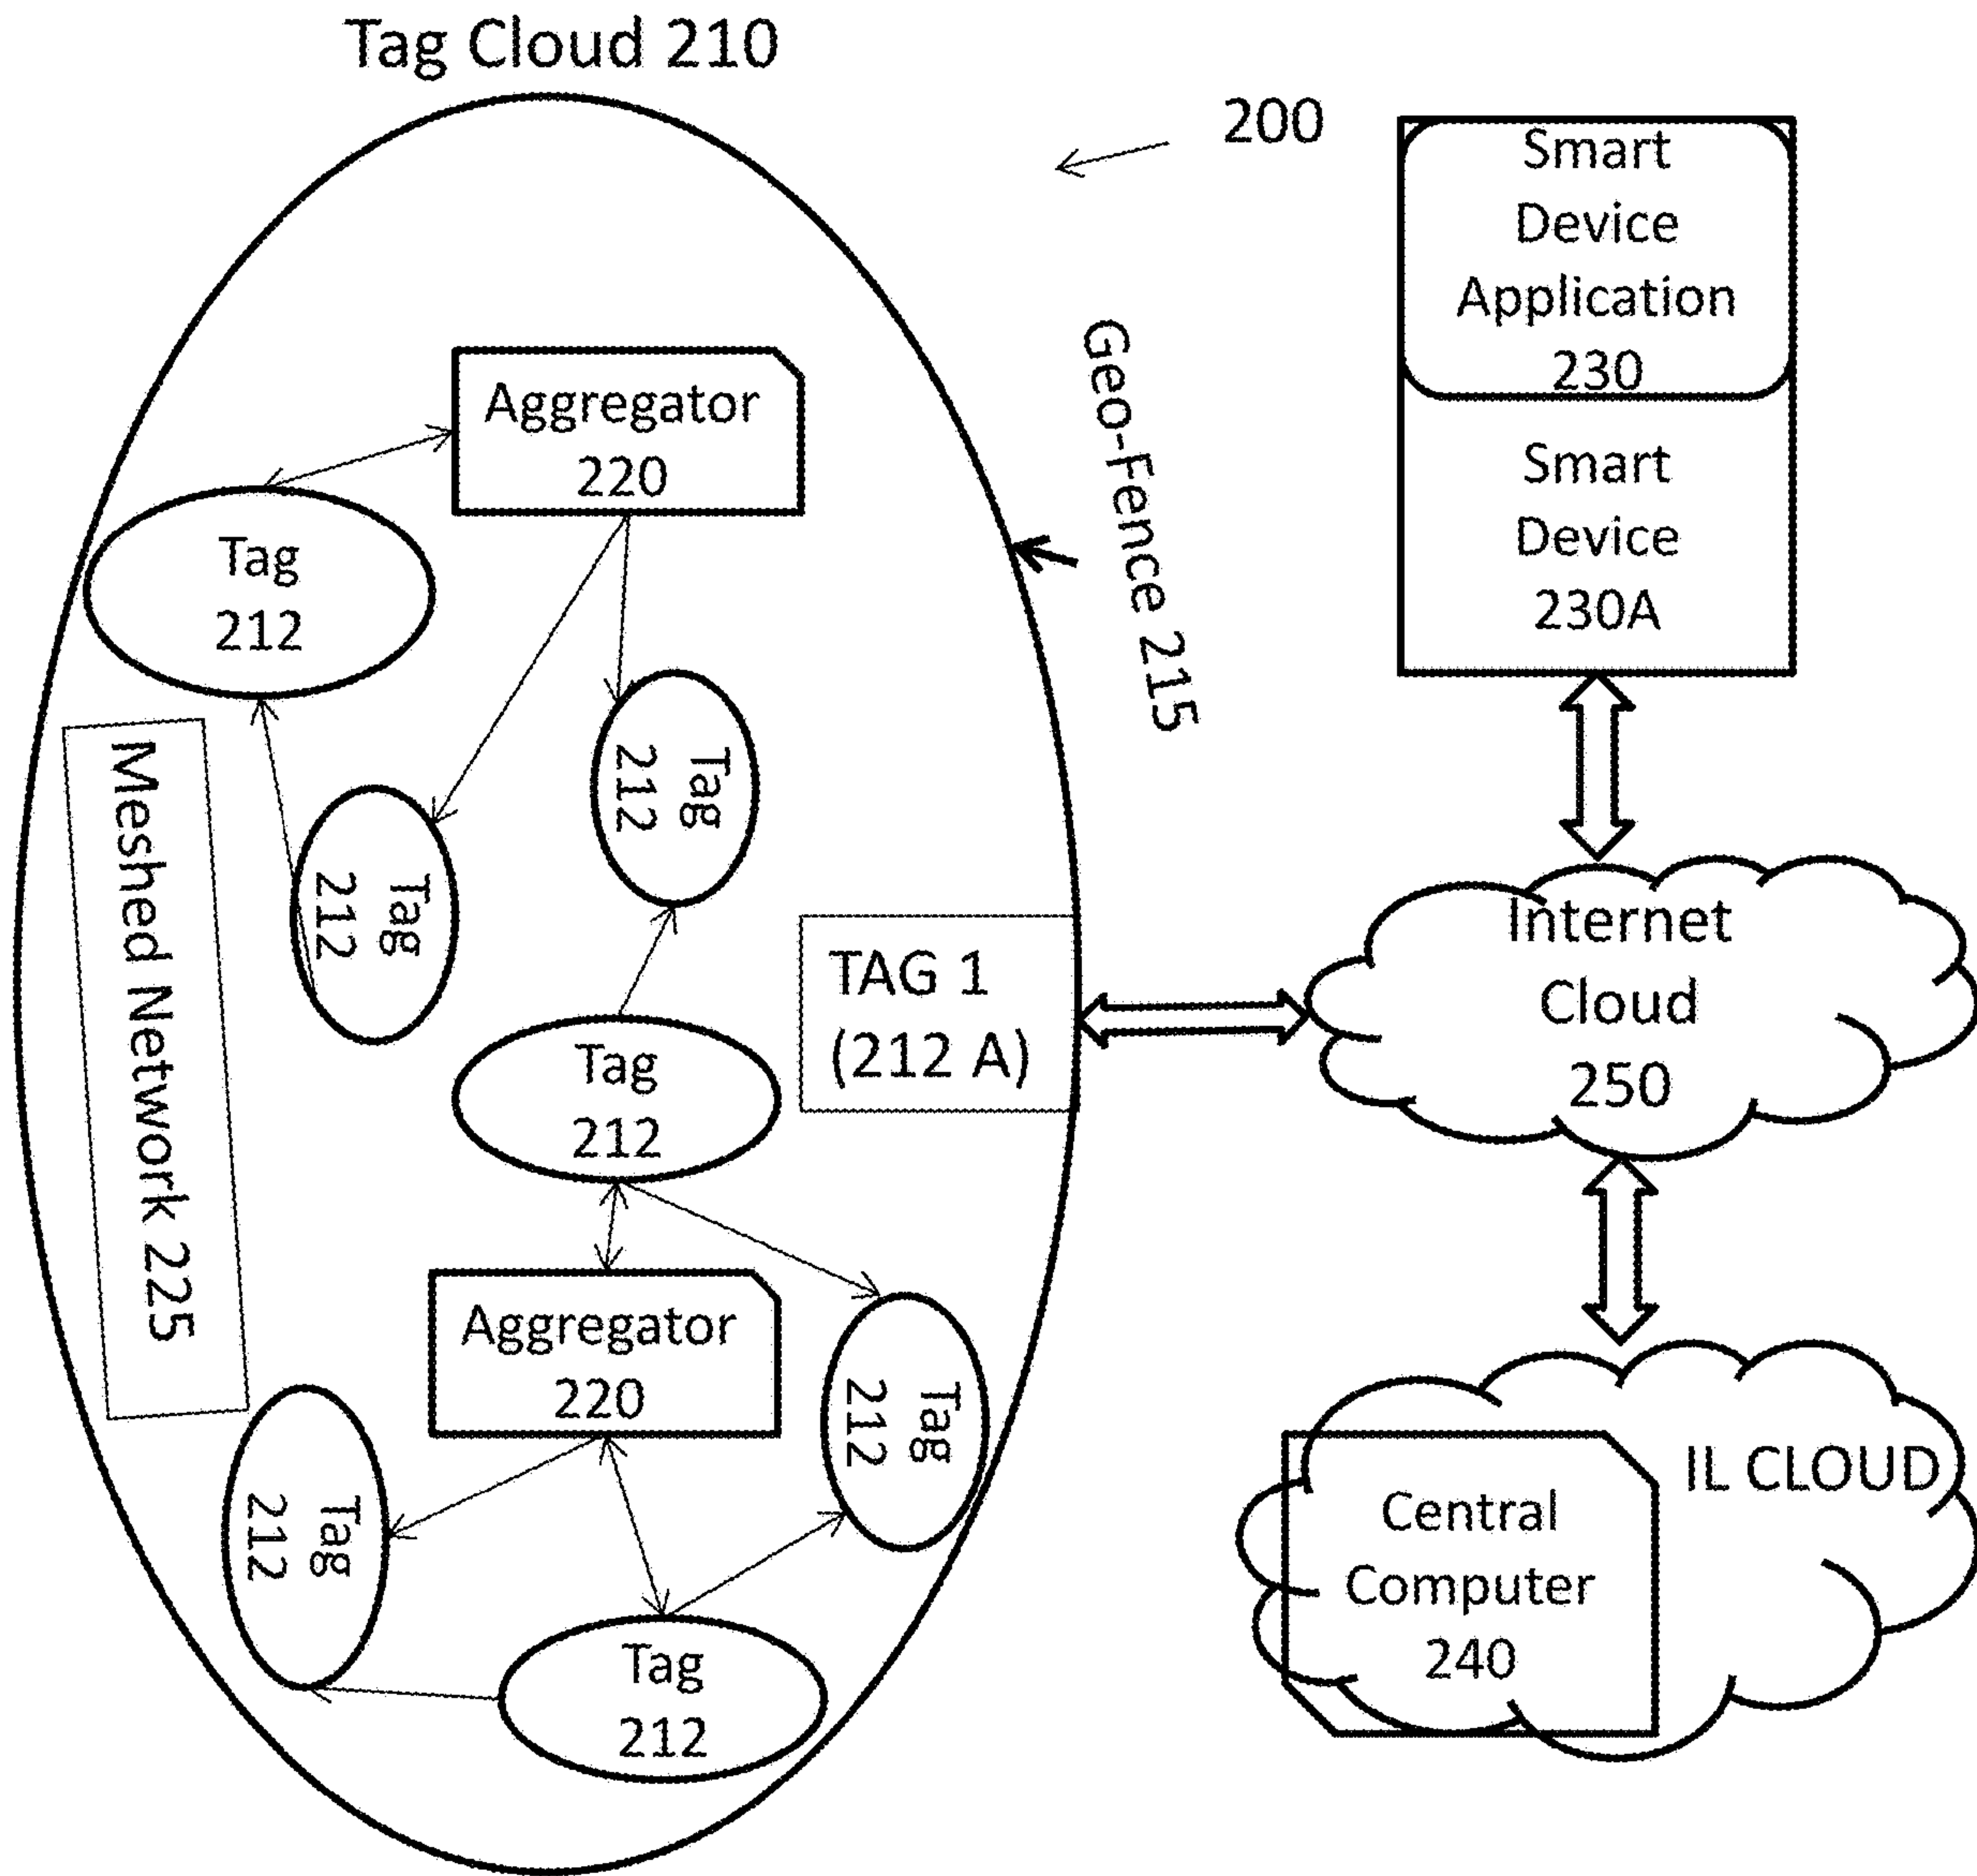 Tag Cloud 210
200
Smart
Device
Application
230
Smart
Device
230A
Geo-Fence 215
Aggregator
220
Tag
212
Tag
212
Tag
212
Meshed Network 225
TAG 1
(212 A)
Internet
Cloud
250
Tag
212
Aggregator
220
Tag
212
Tag
212
Tag
212
IL CLOUD
Central
Computer
240